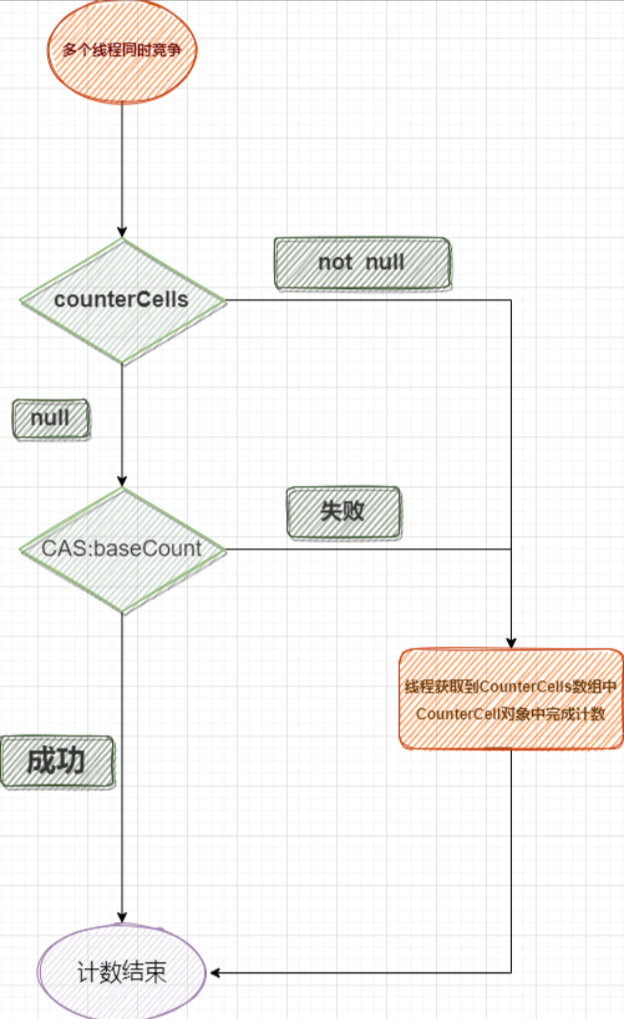 多个线程同时竞争
not null
counterCells
null
失败
CAS:baseCount
线程获取到CounterCells数组中
CounterCell对象中完成计数
成功
计数结束